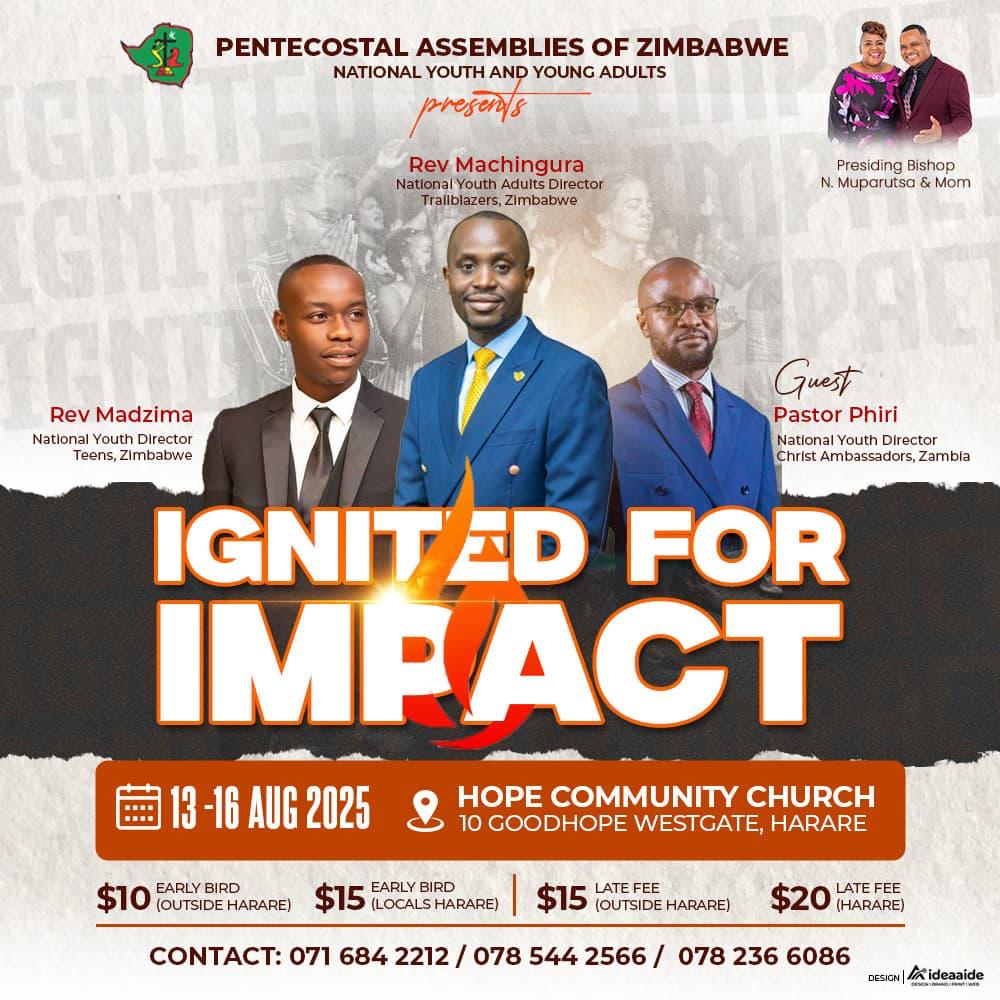 PENTECOSTAL ASSEMBLIES OF ZIMBABWE
NATIONAL YOUTH AND YOUNG ADULTS
presents
Presiding Bishop
N. Muparutsa & Mom
Rev Machingura
National Youth Adults Director
Trailblazers, Zimbabwe
Rev Madzima
National Youth Director
Teens, Zimbabwe
Guest
Pastor Phiri
National Youth Director
Christ Ambassadors, Zambia
IGNITED FOR
IMPACT
13 -16 AUG 2025
HOPE COMMUNITY CHURCH
10 GOODHOPE WESTGATE, HARARE
$10 EARLY BIRD (OUTSIDE HARARE)
$15 EARLY BIRD (LOCALS HARARE)
$15 LATE FEE (OUTSIDE HARARE)
$20 LATE FEE (HARARE)
CONTACT: 071 684 2212 / 078 544 2566 / 078 236 6086
DESIGN | ideaaide
DESIGN | BRAND | PRINT | WEB